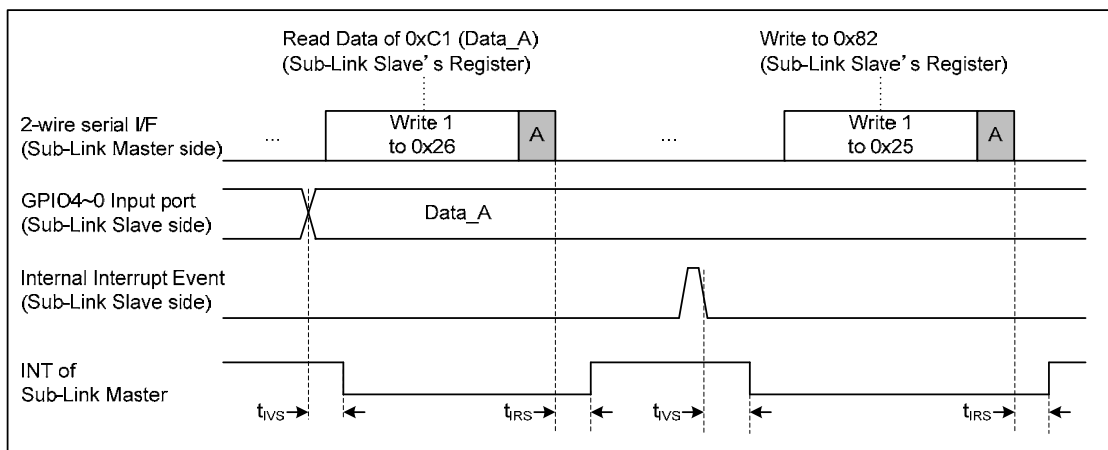 Read Data of 0xC1 (Data_A)
(Sub-Link Slave's Register)
Write to 0x82
(Sub-Link Slave's Register)
2-wire serial I/F
(Sub-Link Master side)
...
Write 1
to 0x26
A
...
Write 1
to 0x25
A
GPIO4~0 Input port
(Sub-Link Slave side)
Data_A
Internal Interrupt Event
(Sub-Link Slave side)
INT of
Sub-Link Master
tIVS
tIRS
tIVS
tIRS